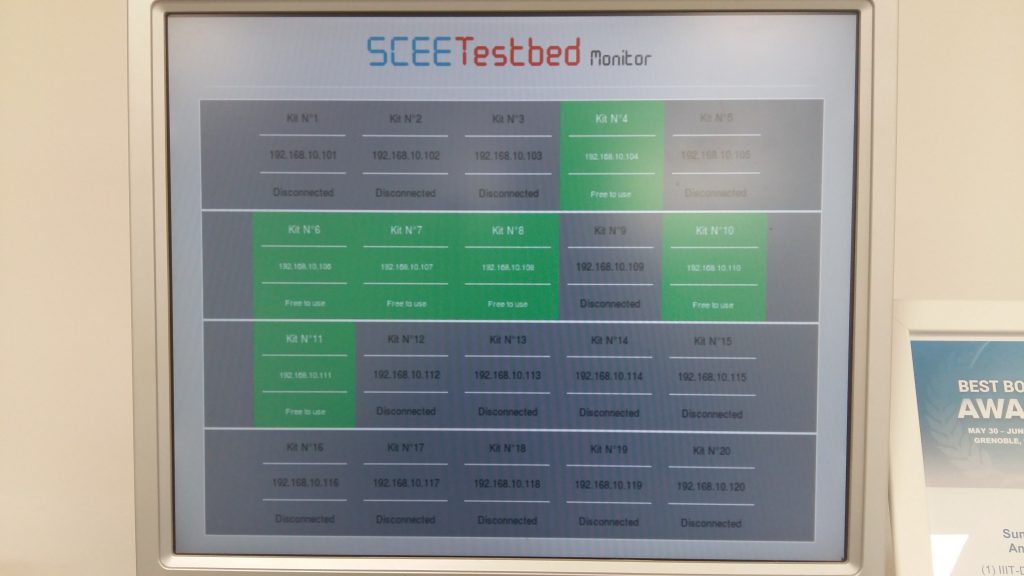 SCEETestbed Monitor
Kit N°1 Kit N°2 Kit N°3 Kit N°4 Kit N°5
192.168.10.101 192.168.10.102 192.168.10.103 192.168.10.104 192.168.10.105
Disconnected Disconnected Disconnected Free to use Disconnected
Kit N°6 Kit N°7 Kit N°8 Kit N°9 Kit N°10
192.168.10.106 192.168.10.107 192.168.10.108 192.168.10.109 192.168.10.110
Free to use Free to use Free to use Disconnected Free to use
Kit N°11 Kit N°12 Kit N°13 Kit N°14 Kit N°15
192.168.10.111 192.168.10.112 192.168.10.113 192.168.10.114 192.168.10.115
Free to use Disconnected Disconnected Disconnected Disconnected
Kit N°16 Kit N°17 Kit N°18 Kit N°19 Kit N°20
192.168.10.116 192.168.10.117 192.168.10.118 192.168.10.119 192.168.10.120
Disconnected Disconnected Disconnected Disconnected Disconnected
BEST BO
AWA
MAY 30 - JUN
GRENOBLE,
Sum
An
(1) IIIT-D